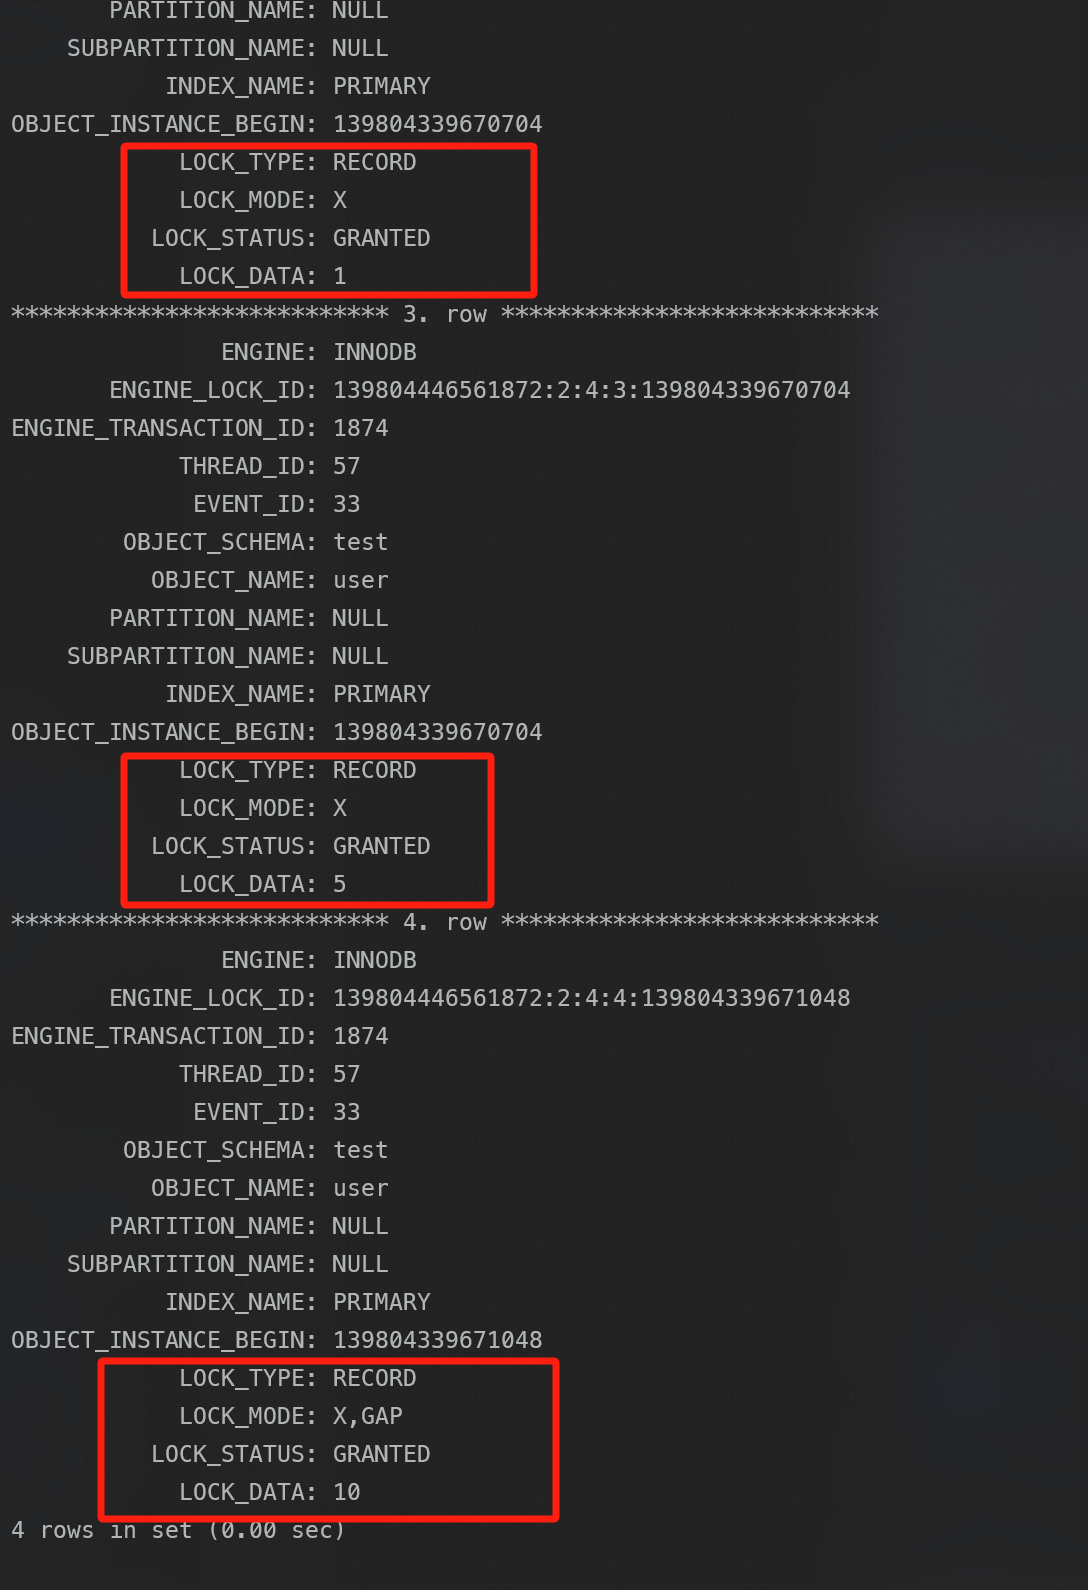 PARTITION_NAME: NULL
SUBPARTITION_NAME: NULL
INDEX_NAME: PRIMARY
OBJECT_INSTANCE_BEGIN: 139804339670704
LOCK_TYPE: RECORD
LOCK_MODE: X
LOCK_STATUS: GRANTED
LOCK_DATA: 1
*************************** 3. row ***************************
ENGINE: INNODB
ENGINE_LOCK_ID: 139804446561872:2:4:3:139804339670704
ENGINE_TRANSACTION_ID: 1874
THREAD_ID: 57
EVENT_ID: 33
OBJECT_SCHEMA: test
OBJECT_NAME: user
PARTITION_NAME: NULL
SUBPARTITION_NAME: NULL
INDEX_NAME: PRIMARY
OBJECT_INSTANCE_BEGIN: 139804339670704
LOCK_TYPE: RECORD
LOCK_MODE: X
LOCK_STATUS: GRANTED
LOCK_DATA: 5
*************************** 4. row ***************************
ENGINE: INNODB
ENGINE_LOCK_ID: 139804446561872:2:4:4:139804339671048
ENGINE_TRANSACTION_ID: 1874
THREAD_ID: 57
EVENT_ID: 33
OBJECT_SCHEMA: test
OBJECT_NAME: user
PARTITION_NAME: NULL
SUBPARTITION_NAME: NULL
INDEX_NAME: PRIMARY
OBJECT_INSTANCE_BEGIN: 139804339671048
LOCK_TYPE: RECORD
LOCK_MODE: X,GAP
LOCK_STATUS: GRANTED
LOCK_DATA: 10
4 rows in set (0.00 sec)